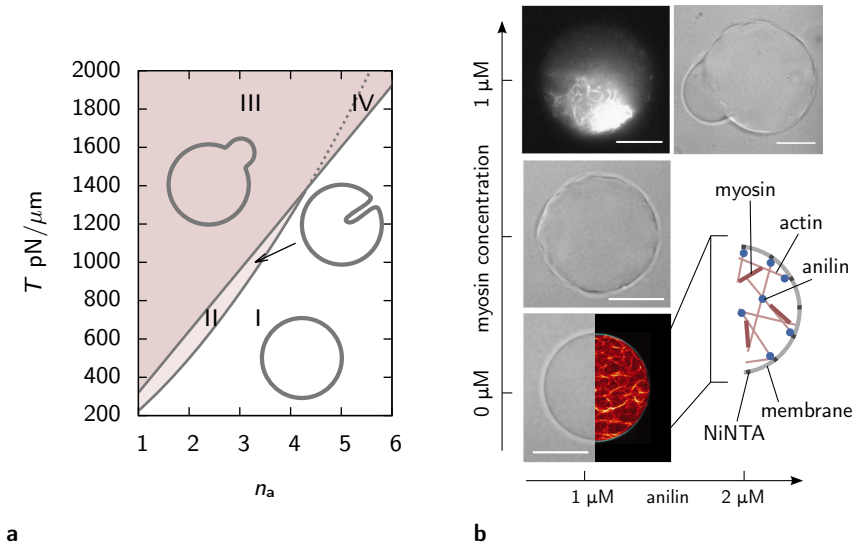 2000
1800
1600
1400
1200
1000
800
600
400
200
T pN/μm
III
IV
II
I
1 2 3 4 5 6
nₐ
a
1 μM
myosin concentration
0 μM
myosin
actin
anilin
membrane
NiNTA
1 μM anilin 2 μM
b